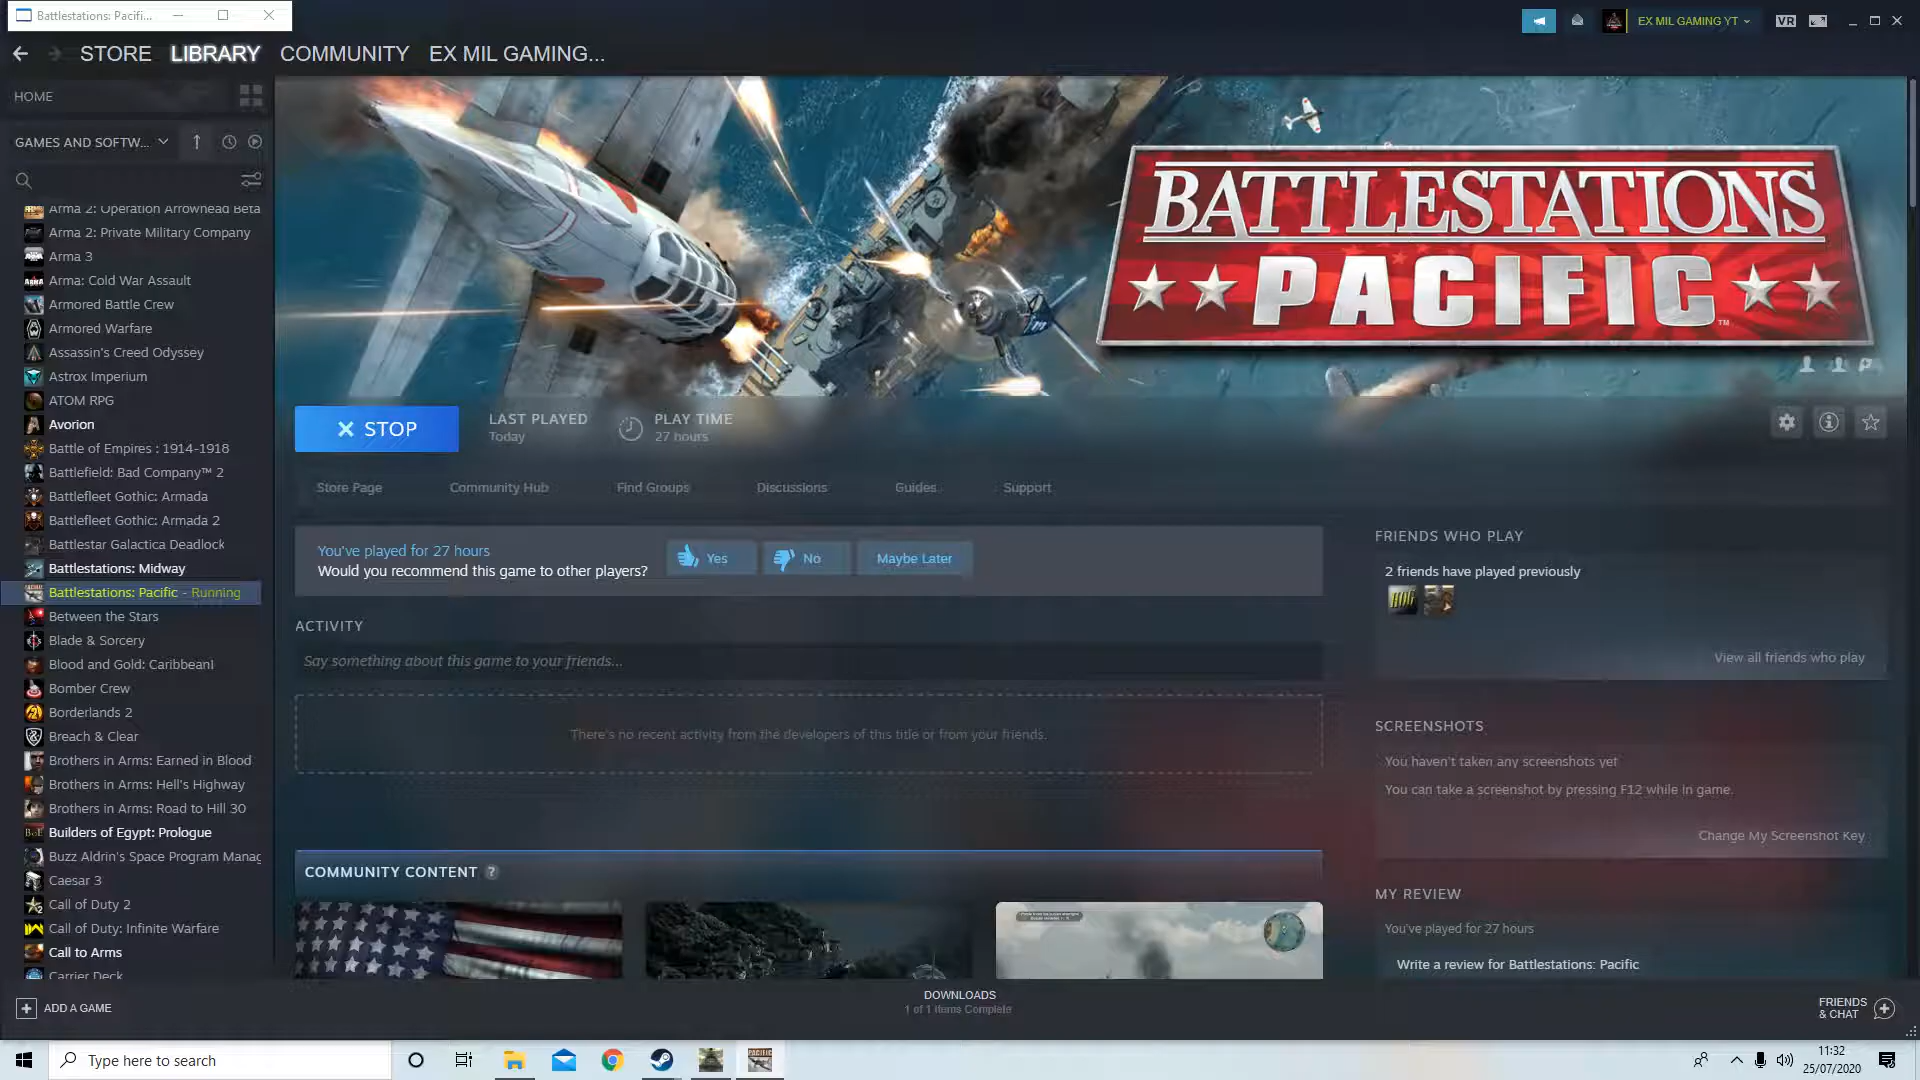 Battlestations: Pacifi...
EX MIL GAMING YT
VR
STORE LIBRARY COMMUNITY EX MIL GAMING...
HOME
GAMES AND SOFTW...
Arma 2: Operation Arrowhead Beta
Arma 2: Private Military Company
Arma 3
Arma: Cold War Assault
Armored Battle Crew
Armored Warfare
Assassin's Creed Odyssey
Astrox Imperium
ATOM RPG
Avorion
Battle of Empires : 1914-1918
Battlefield: Bad Company™ 2
Battlefleet Gothic: Armada
Battlefleet Gothic: Armada 2
Battlestar Galactica Deadlock
Battlestations: Midway
Battlestations: Pacific - Running
Between the Stars
Blade & Sorcery
Blood and Gold: Caribbean!
Bomber Crew
Borderlands 2
Breach & Clear
Brothers in Arms: Earned in Blood
Brothers in Arms: Hell's Highway
Brothers in Arms: Road to Hill 30
Builders of Egypt: Prologue
Buzz Aldrin's Space Program Manag
Caesar 3
Call of Duty 2
Call of Duty: Infinite Warfare
Call to Arms
Carrier Deck
ADD A GAME
BATTLESTATIONS
PACIFIC™
STOP
LAST PLAYED
Today
PLAY TIME
27 hours
Store Page
Community Hub
Find Groups
Discussions
Guides
Support
You've played for 27 hours
Would you recommend this game to other players?
Yes
No
Maybe Later
ACTIVITY
Say something about this game to your friends...
There's no recent activity from the developers of this title or from your friends.
COMMUNITY CONTENT ?
FRIENDS WHO PLAY
2 friends have played previously
View all friends who play
SCREENSHOTS
You haven't taken any screenshots yet
You can take a screenshot by pressing F12 while in game.
Change My Screenshot Key
MY REVIEW
You've played for 27 hours
Write a review for Battlestations: Pacific
DOWNLOADS
1 of 1 Items Complete
FRIENDS
& CHAT
Type here to search
11:32
25/07/2020